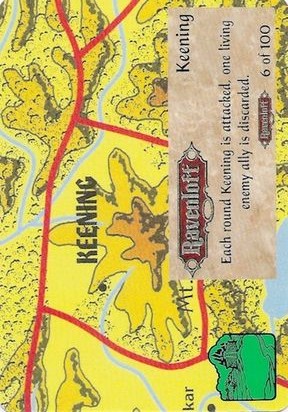 KEENING
Mt.
kar
Ravenloft
Keening
Each round Keening is attached, one living
enemy ally is discarded.
Ravenloft
6 of 100